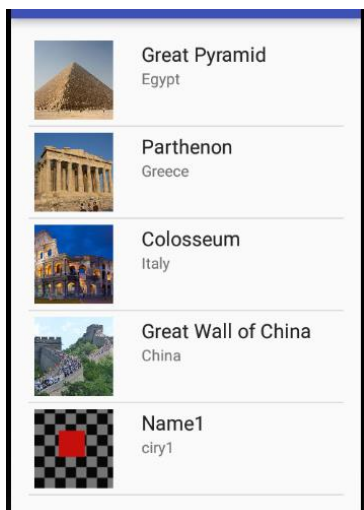 Great Pyramid
Egypt
Parthenon
Greece
Colosseum
Italy
Great Wall of China
China
Name1
ciry1